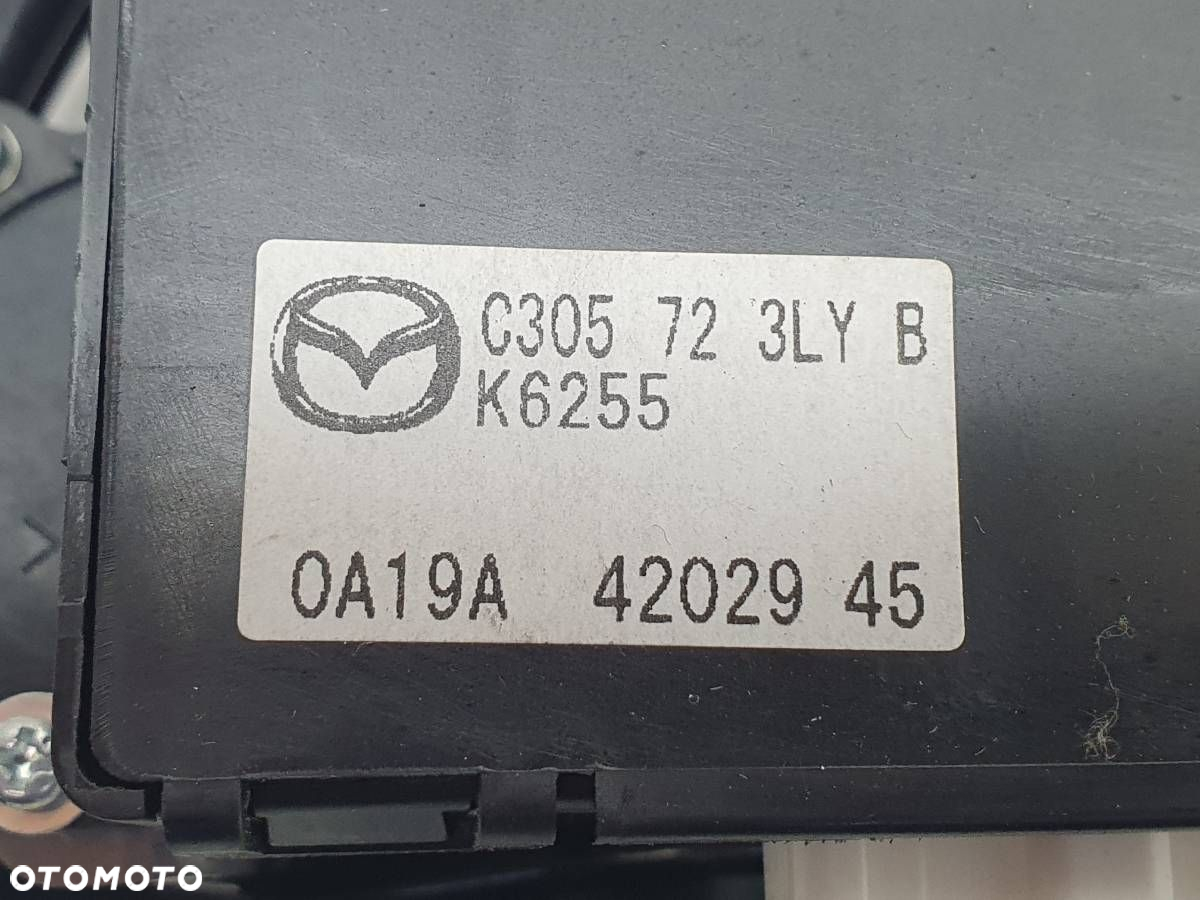 C305 72 3LY B
K6255
0A19A 42029 45
OTOMOTO